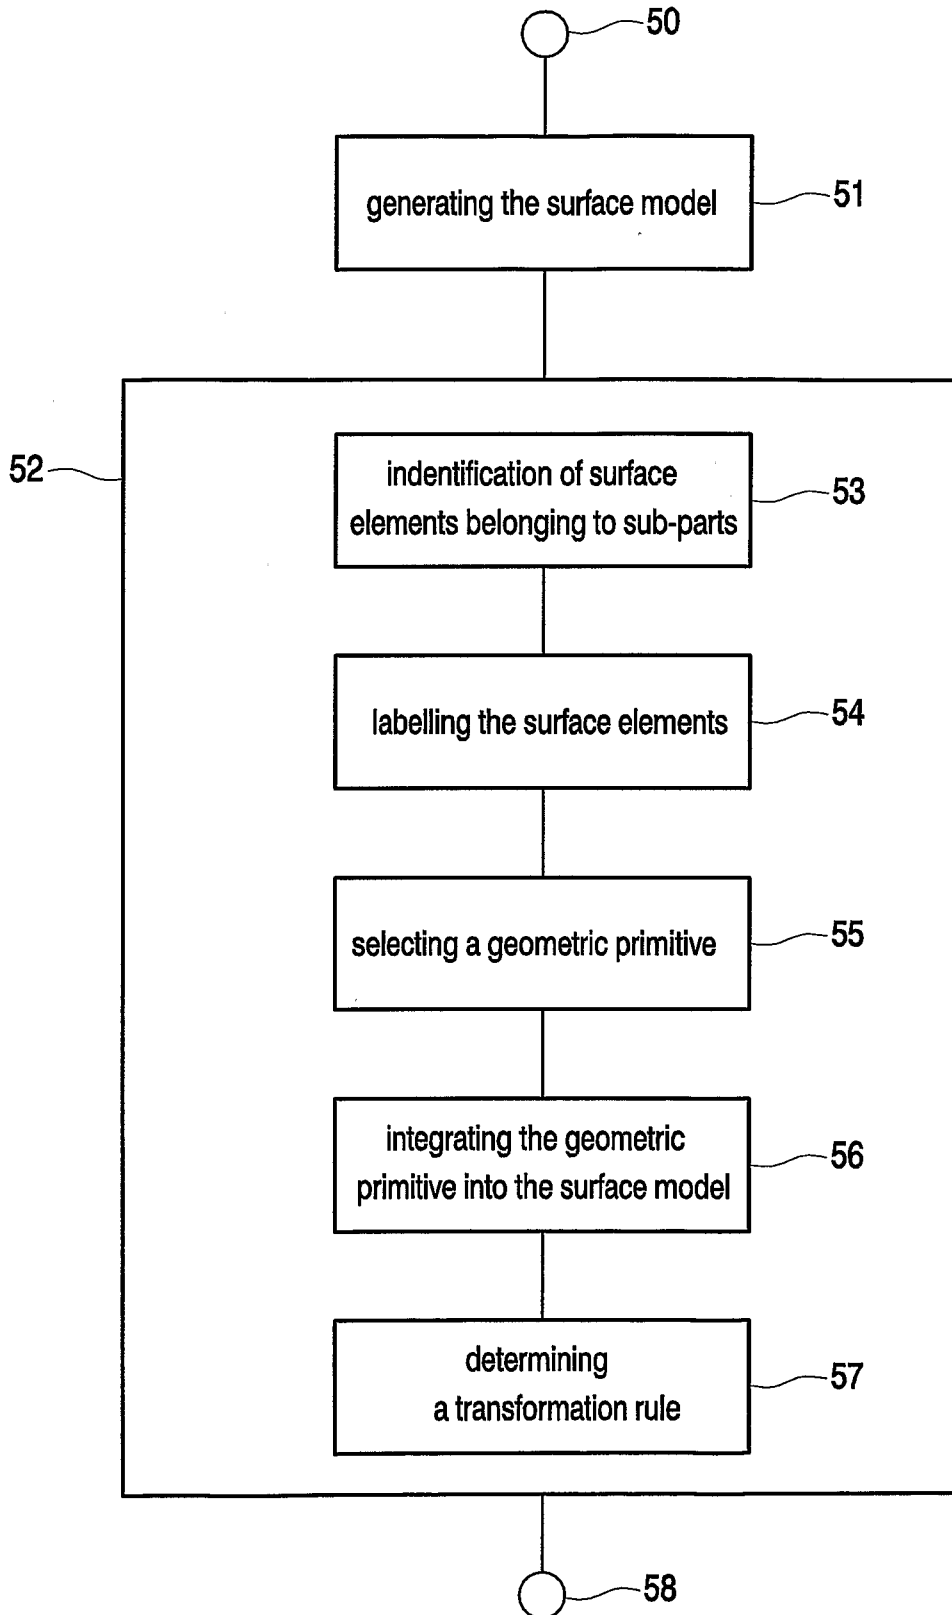 50
generating the surface model
51
52
indentification of surface
elements belonging to sub-parts
53
labelling the surface elements
54
selecting a geometric primitive
55
integrating the geometric
primitive into the surface model
56
determining
a transformation rule
57
58